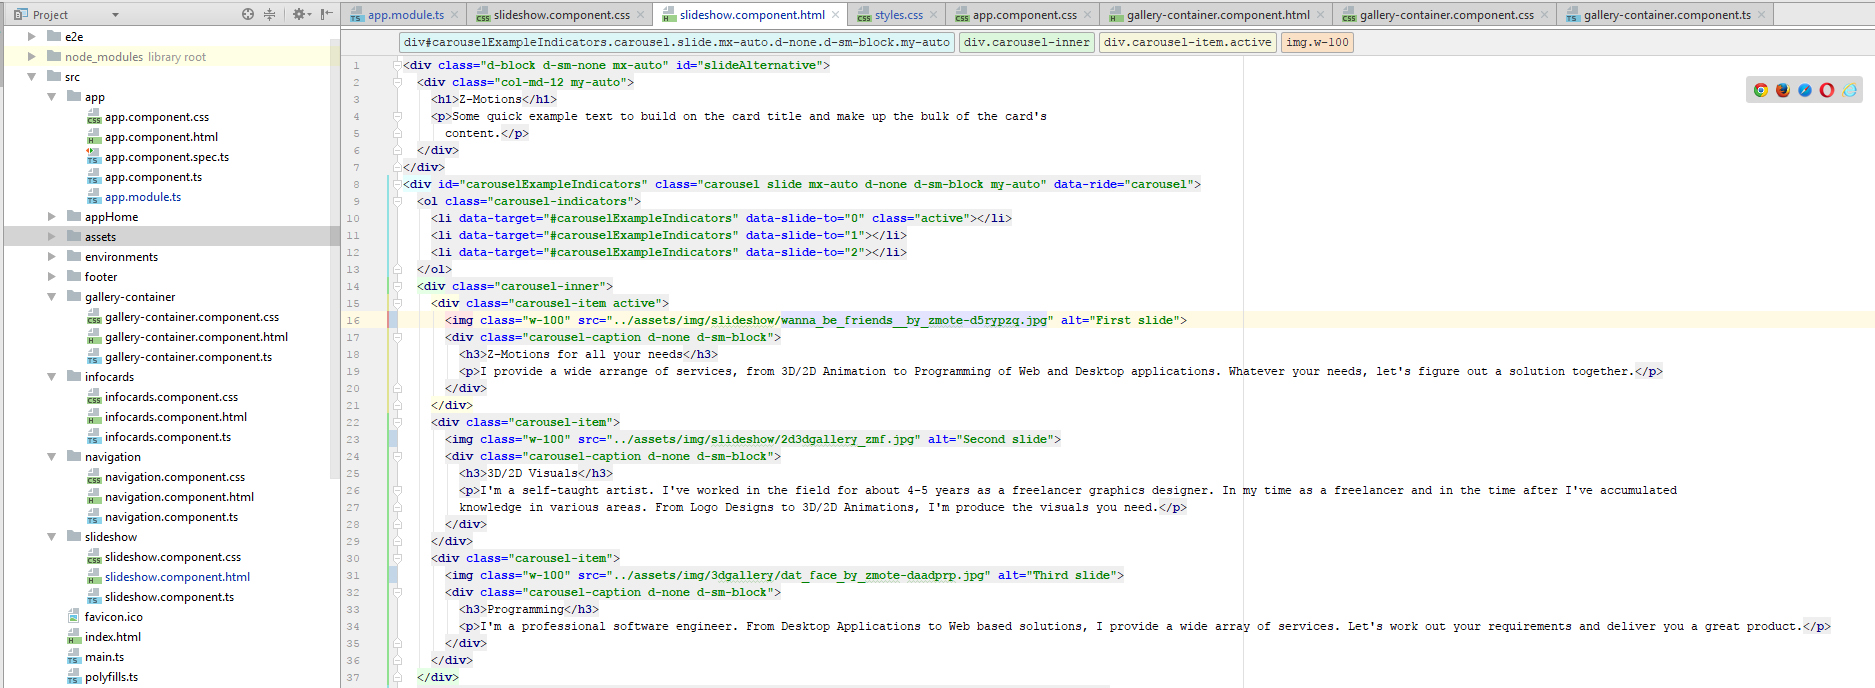 Project
app.module.ts
slideshow.component.css
slideshow.component.html
styles.css
app.component.css
gallery-container.component.html
gallery-container.component.css
gallery-container.component.ts
div#carouselExampleIndicators.carousel.slide.mx-auto.d-none.d-sm-block.my-auto
div.carousel-inner
div.carousel-item.active
img.w-100
e2e
node_modules library root
src
app
app.component.css
app.component.html
app.component.spec.ts
app.component.ts
app.module.ts
appHome
assets
environments
footer
gallery-container
gallery-container.component.css
gallery-container.component.html
gallery-container.component.ts
infocards
infocards.component.css
infocards.component.html
infocards.component.ts
navigation
navigation.component.css
navigation.component.html
navigation.component.ts
slideshow
slideshow.component.css
slideshow.component.html
slideshow.component.ts
favicon.ico
index.html
main.ts
polyfills.ts
1 <div class="d-block d-sm-none mx-auto" id="slideAlternative">
2 <div class="col-md-12 my-auto">
3 <h1>Z-Motions</h1>
4 <p>Some quick example text to build on the card title and make up the bulk of the card's
5 content.</p>
6 </div>
7 </div>
8 <div id="carouselExampleIndicators" class="carousel slide mx-auto d-none d-sm-block my-auto" data-ride="carousel">
9 <ol class="carousel-indicators">
10 <li data-target="#carouselExampleIndicators" data-slide-to="0" class="active"></li>
11 <li data-target="#carouselExampleIndicators" data-slide-to="1"></li>
12 <li data-target="#carouselExampleIndicators" data-slide-to="2"></li>
13 </ol>
14 <div class="carousel-inner">
15 <div class="carousel-item active">
16 <img class="w-100" src="../assets/img/slideshow/wanna_be_friends__by_zmote-d5rypzq.jpg" alt="First slide">
17 <div class="carousel-caption d-none d-sm-block">
18 <h3>Z-Motions for all your needs</h3>
19 <p>I provide a wide arrange of services, from 3D/2D Animation to Programming of Web and Desktop applications. Whatever your needs, let's figure out a solution together.</p>
20 </div>
21 </div>
22 <div class="carousel-item">
23 <img class="w-100" src="../assets/img/slideshow/2d3dgallery_zmf.jpg" alt="Second slide">
24 <div class="carousel-caption d-none d-sm-block">
25 <h3>3D/2D Visuals</h3>
26 <p>I'm a self-taught artist. I've worked in the field for about 4-5 years as a freelancer graphics designer. In my time as a freelancer and in the time after I've accumulated
27 knowledge in various areas. From Logo Designs to 3D/2D Animations, I'm produce the visuals you need.</p>
28 </div>
29 </div>
30 <div class="carousel-item">
31 <img class="w-100" src="../assets/img/3dgallery/dat_face_by_zmote-daadprp.jpg" alt="Third slide">
32 <div class="carousel-caption d-none d-sm-block">
33 <h3>Programming</h3>
34 <p>I'm a professional software engineer. From Desktop Applications to Web based solutions, I provide a wide array of services. Let's work out your requirements and deliver you a great product.</p>
35 </div>
36 </div>
37 </div>